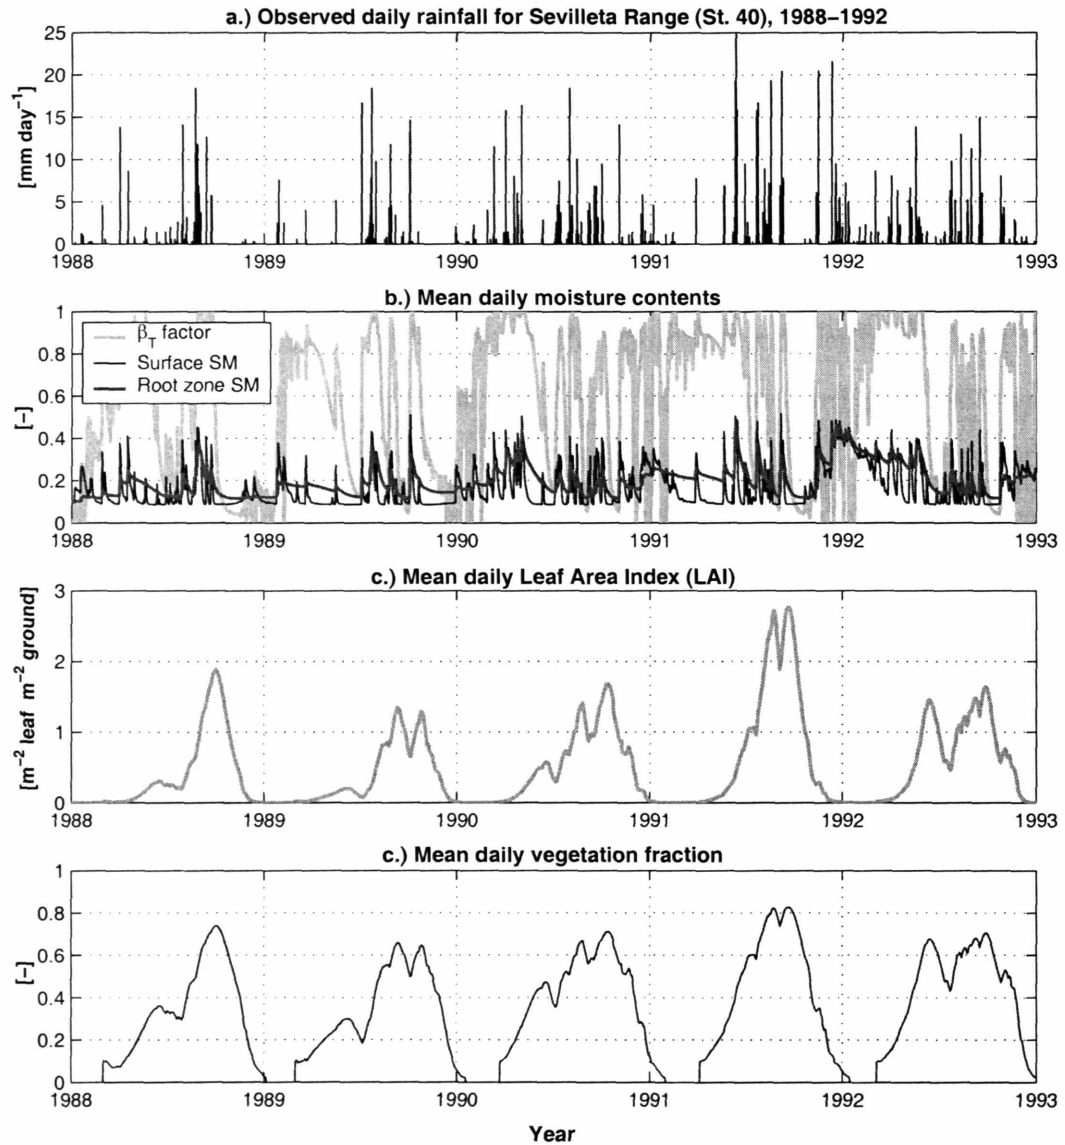 a.) Observed daily rainfall for Sevilleta Range (St. 40), 1988–1992
25
20
15
10
5
0
[mm day⁻¹]
1988 1989 1990 1991 1992 1993
b.) Mean daily moisture contents
1
0.8
0.6
0.4
0.2
0
[-]
β_T factor
Surface SM
Root zone SM
1988 1989 1990 1991 1992 1993
c.) Mean daily Leaf Area Index (LAI)
3
2
1
0
[m⁻² leaf m⁻² ground]
1988 1989 1990 1991 1992 1993
c.) Mean daily vegetation fraction
1
0.8
0.6
0.4
0.2
0
[-]
1988 1989 1990 1991 1992 1993
Year